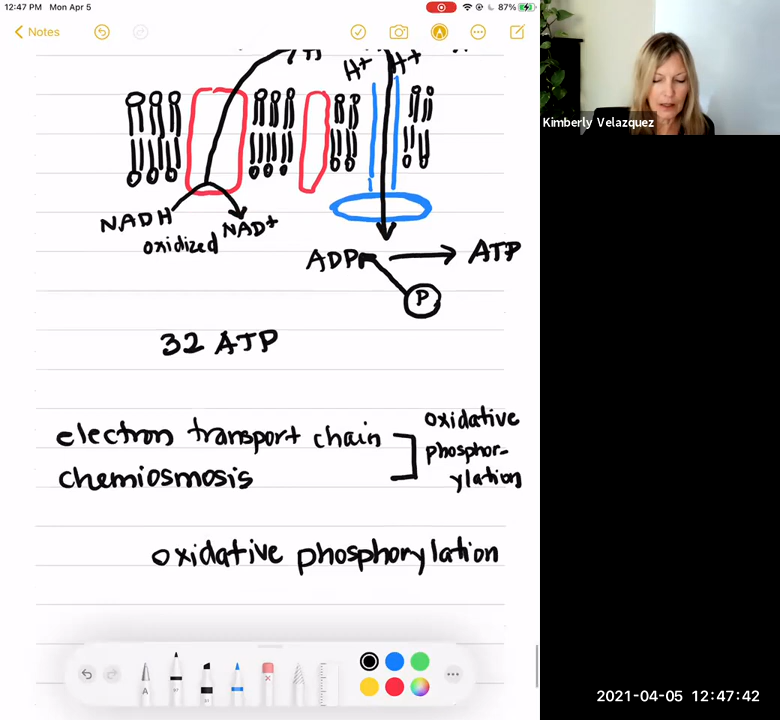 12:47 PM Mon Apr 5
87%
Notes
H+ H+
NADH
oxidized
NAD+
ADP
ATP
P
32 ATP
electron transport chain
chemiosmosis
oxidative
phosphor-
ylation
oxidative phosphorylation
Kimberly Velazquez
2021-04-05 12:47:42